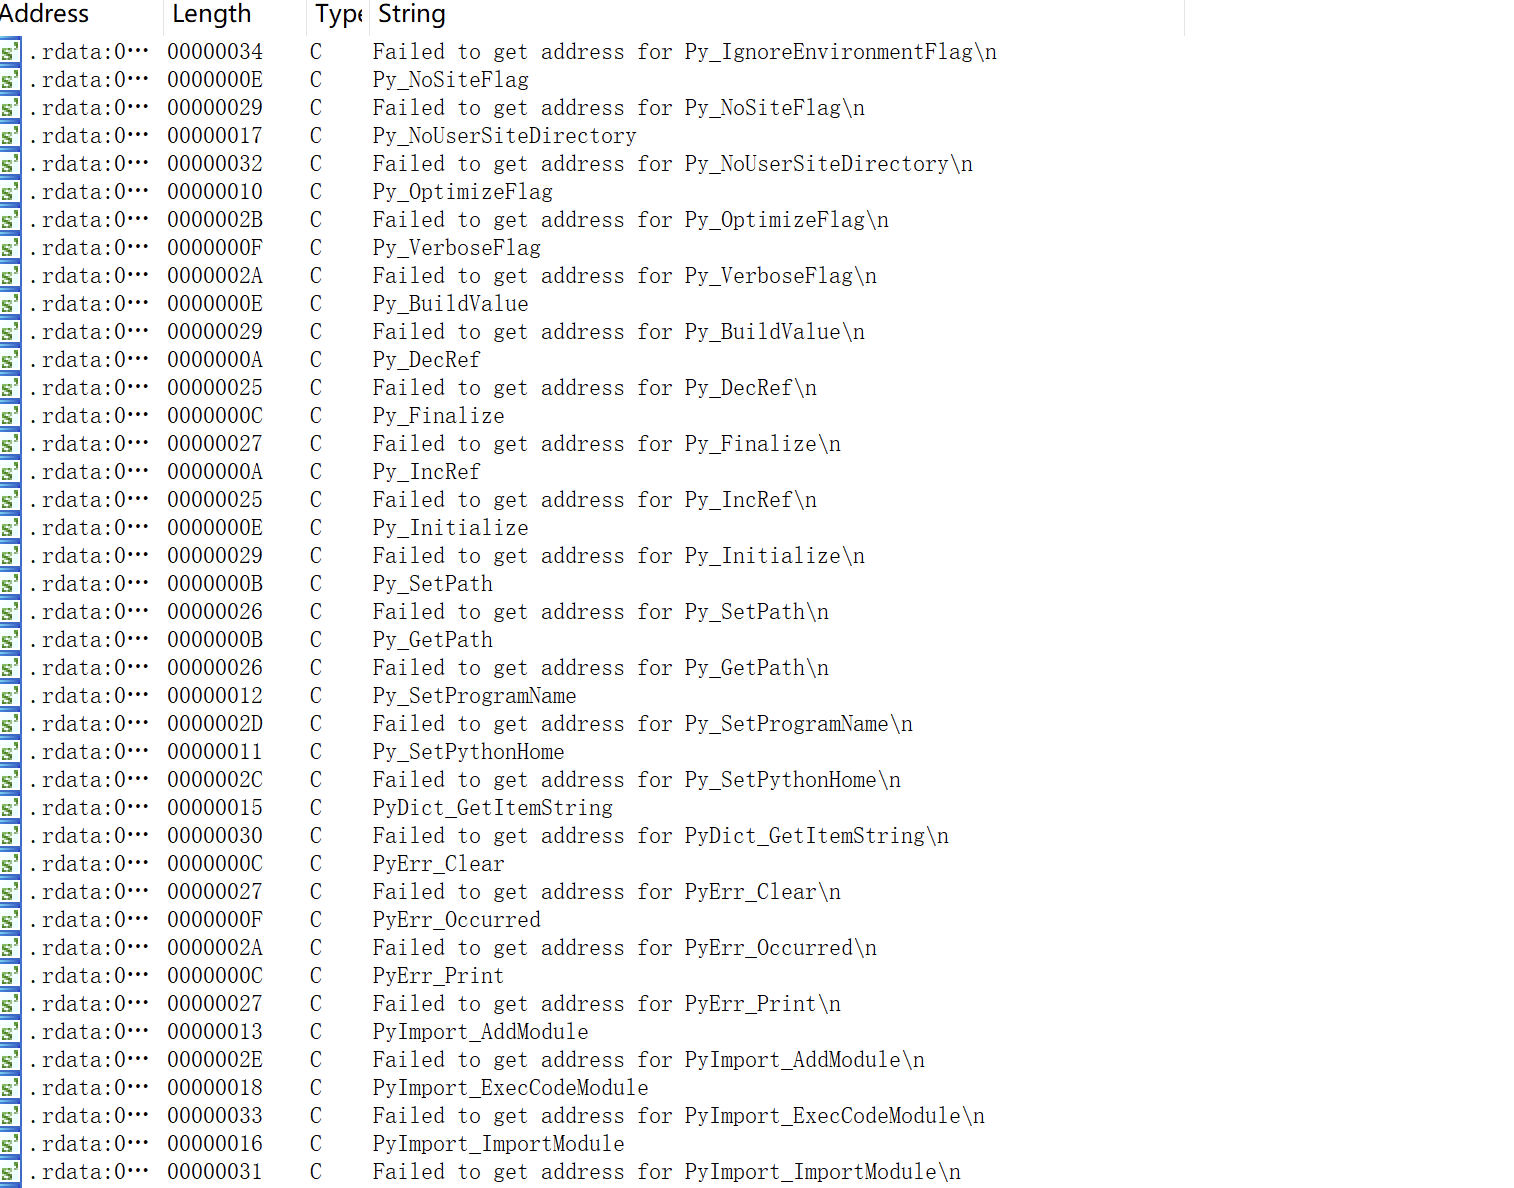 Address Length Type String
.rdata:0… 00000034 C Failed to get address for Py_IgnoreEnvironmentFlag\n
.rdata:0… 0000000E C Py_NoSiteFlag
.rdata:0… 00000029 C Failed to get address for Py_NoSiteFlag\n
.rdata:0… 00000017 C Py_NoUserSiteDirectory
.rdata:0… 00000032 C Failed to get address for Py_NoUserSiteDirectory\n
.rdata:0… 00000010 C Py_OptimizeFlag
.rdata:0… 0000002B C Failed to get address for Py_OptimizeFlag\n
.rdata:0… 0000000F C Py_VerboseFlag
.rdata:0… 0000002A C Failed to get address for Py_VerboseFlag\n
.rdata:0… 0000000E C Py_BuildValue
.rdata:0… 00000029 C Failed to get address for Py_BuildValue\n
.rdata:0… 0000000A C Py_DecRef
.rdata:0… 00000025 C Failed to get address for Py_DecRef\n
.rdata:0… 0000000C C Py_Finalize
.rdata:0… 00000027 C Failed to get address for Py_Finalize\n
.rdata:0… 0000000A C Py_IncRef
.rdata:0… 00000025 C Failed to get address for Py_IncRef\n
.rdata:0… 0000000E C Py_Initialize
.rdata:0… 00000029 C Failed to get address for Py_Initialize\n
.rdata:0… 0000000B C Py_SetPath
.rdata:0… 00000026 C Failed to get address for Py_SetPath\n
.rdata:0… 0000000B C Py_GetPath
.rdata:0… 00000026 C Failed to get address for Py_GetPath\n
.rdata:0… 00000012 C Py_SetProgramName
.rdata:0… 0000002D C Failed to get address for Py_SetProgramName\n
.rdata:0… 00000011 C Py_SetPythonHome
.rdata:0… 0000002C C Failed to get address for Py_SetPythonHome\n
.rdata:0… 00000015 C PyDict_GetItemString
.rdata:0… 00000030 C Failed to get address for PyDict_GetItemString\n
.rdata:0… 0000000C C PyErr_Clear
.rdata:0… 00000027 C Failed to get address for PyErr_Clear\n
.rdata:0… 0000000F C PyErr_Occurred
.rdata:0… 0000002A C Failed to get address for PyErr_Occurred\n
.rdata:0… 0000000C C PyErr_Print
.rdata:0… 00000027 C Failed to get address for PyErr_Print\n
.rdata:0… 00000013 C PyImport_AddModule
.rdata:0… 0000002E C Failed to get address for PyImport_AddModule\n
.rdata:0… 00000018 C PyImport_ExecCodeModule
.rdata:0… 00000033 C Failed to get address for PyImport_ExecCodeModule\n
.rdata:0… 00000016 C PyImport_ImportModule
.rdata:0… 00000031 C Failed to get address for PyImport_ImportModule\n